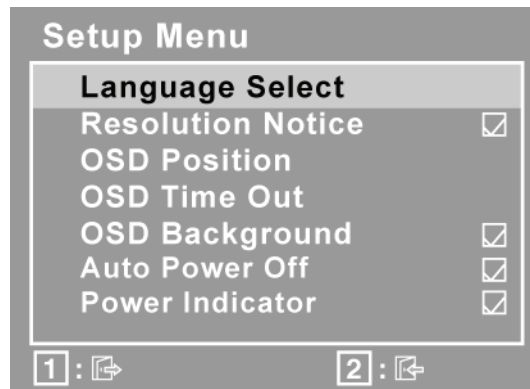 Setup Menu
Language Select
Resolution Notice
OSD Position
OSD Time Out
OSD Background
Auto Power Off
Power Indicator
1 : 2 :